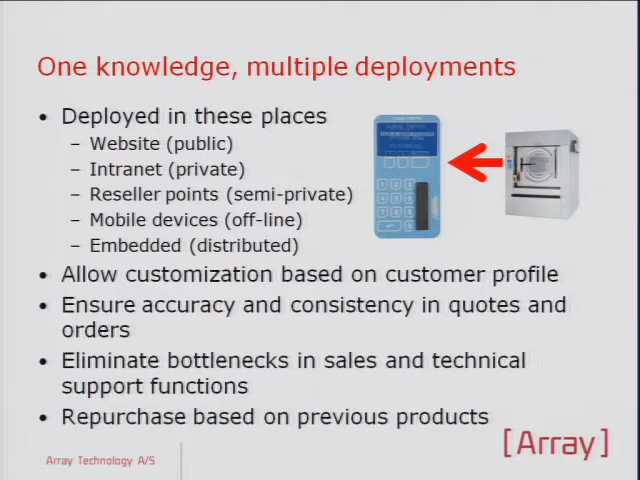 One knowledge, multiple deployments
• Deployed in these places
– Website (public)
– Intranet (private)
– Reseller points (semi-private)
– Mobile devices (off-line)
– Embedded (distributed)
• Allow customization based on customer profile
• Ensure accuracy and consistency in quotes and
orders
• Eliminate bottlenecks in sales and technical
support functions
• Repurchase based on previous products
[Array]
Array Technology A/S